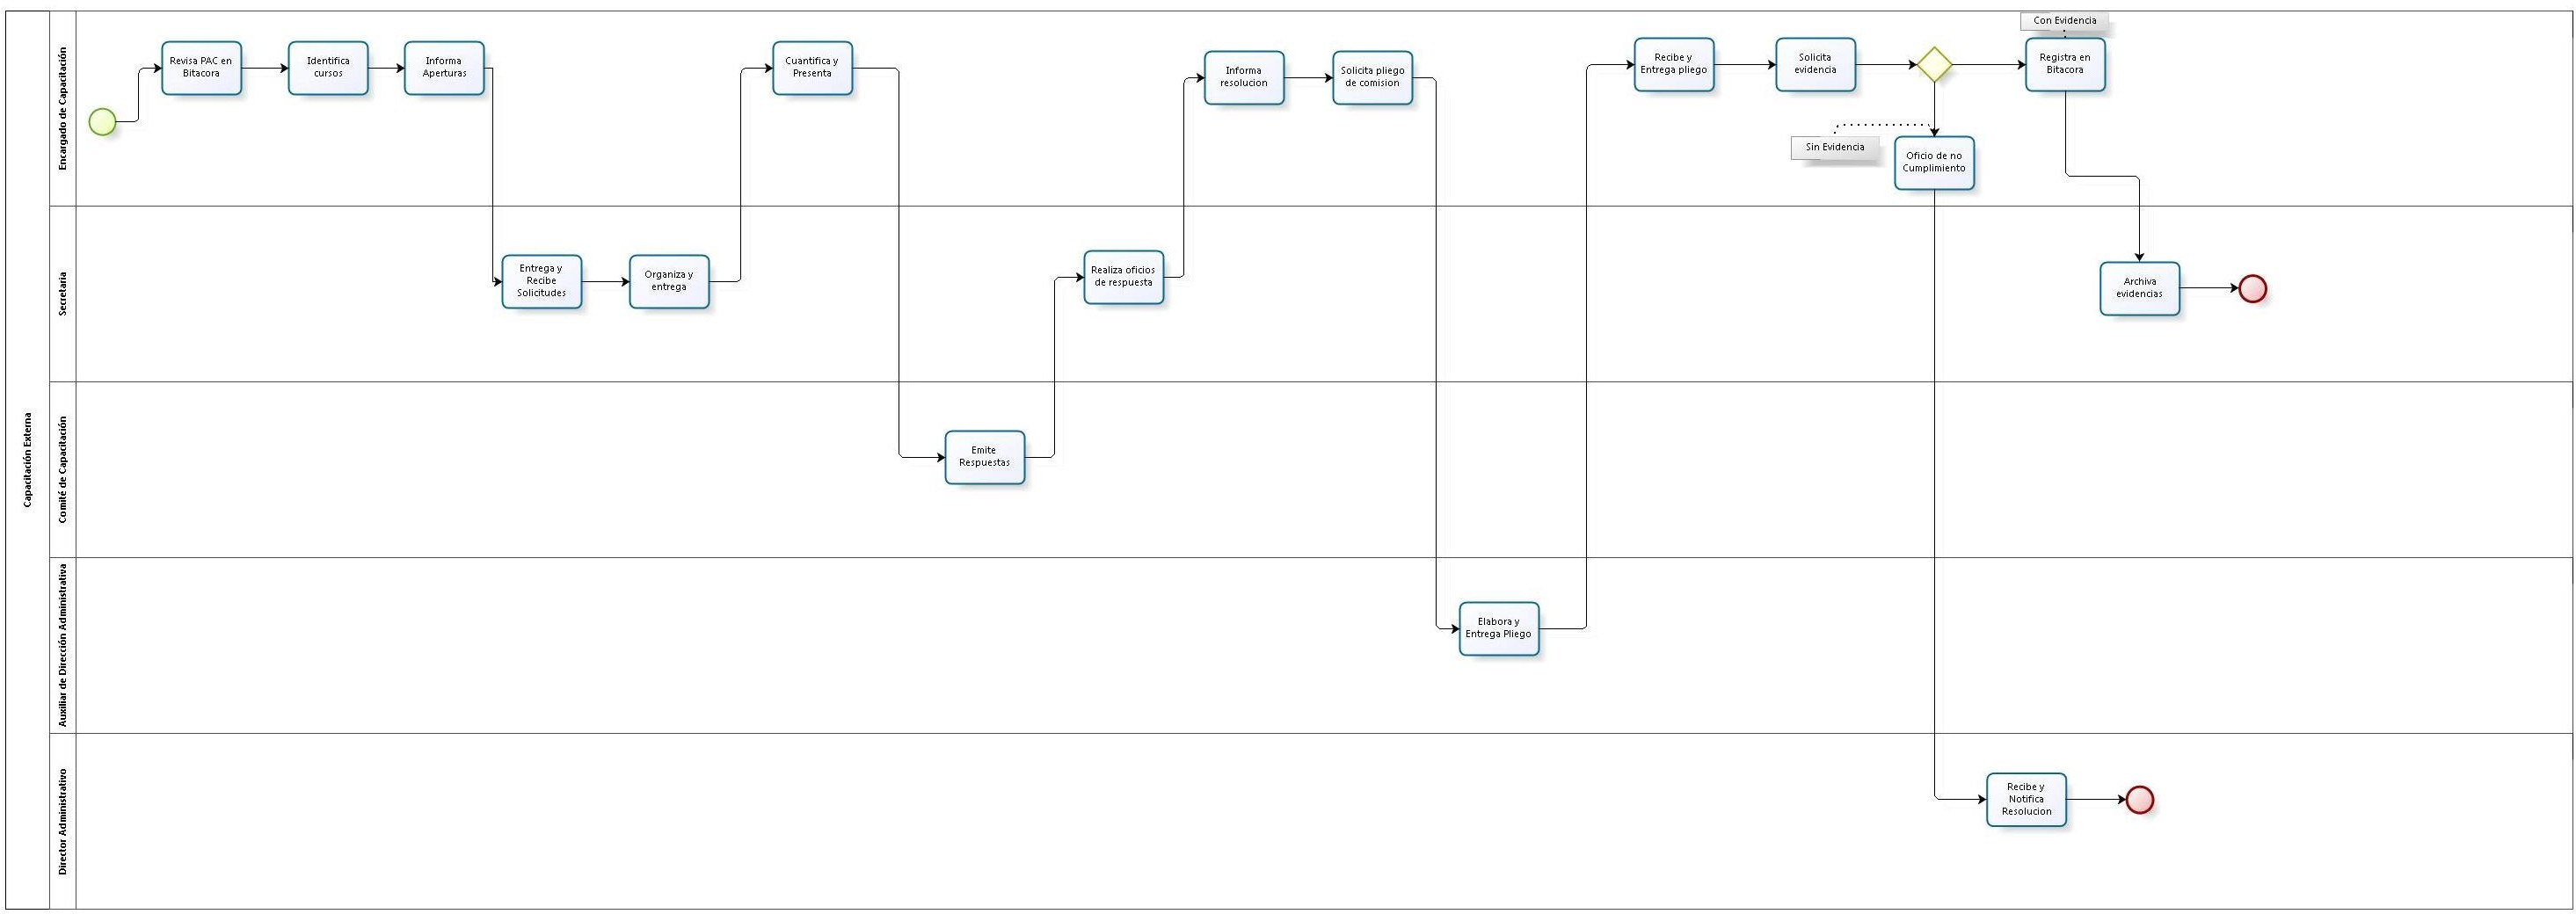 Capacitación Externa
Encargado de Capacitación
Revisa PAC en
Bitacora
Identifica
cursos
Informa
Aperturas
Cuantifica y
Presenta
Informa
resolucion
Solicita pliego
de comision
Recibe y
Entrega pliego
Solicita
evidencia
Con Evidencia
Registra en
Bitacora
Sin Evidencia
Oficio de no
Cumplimiento
Secretaria
Entrega y
Recibe
Solicitudes
Organiza y
entrega
Realiza oficios
de respuesta
Archiva
evidencias
Comité de Capacitación
Emite
Respuestas
Auxiliar de Dirección Administrativa
Elabora y
Entrega Pliego
Director Administrativo
Recibe y
Notifica
Resolucion